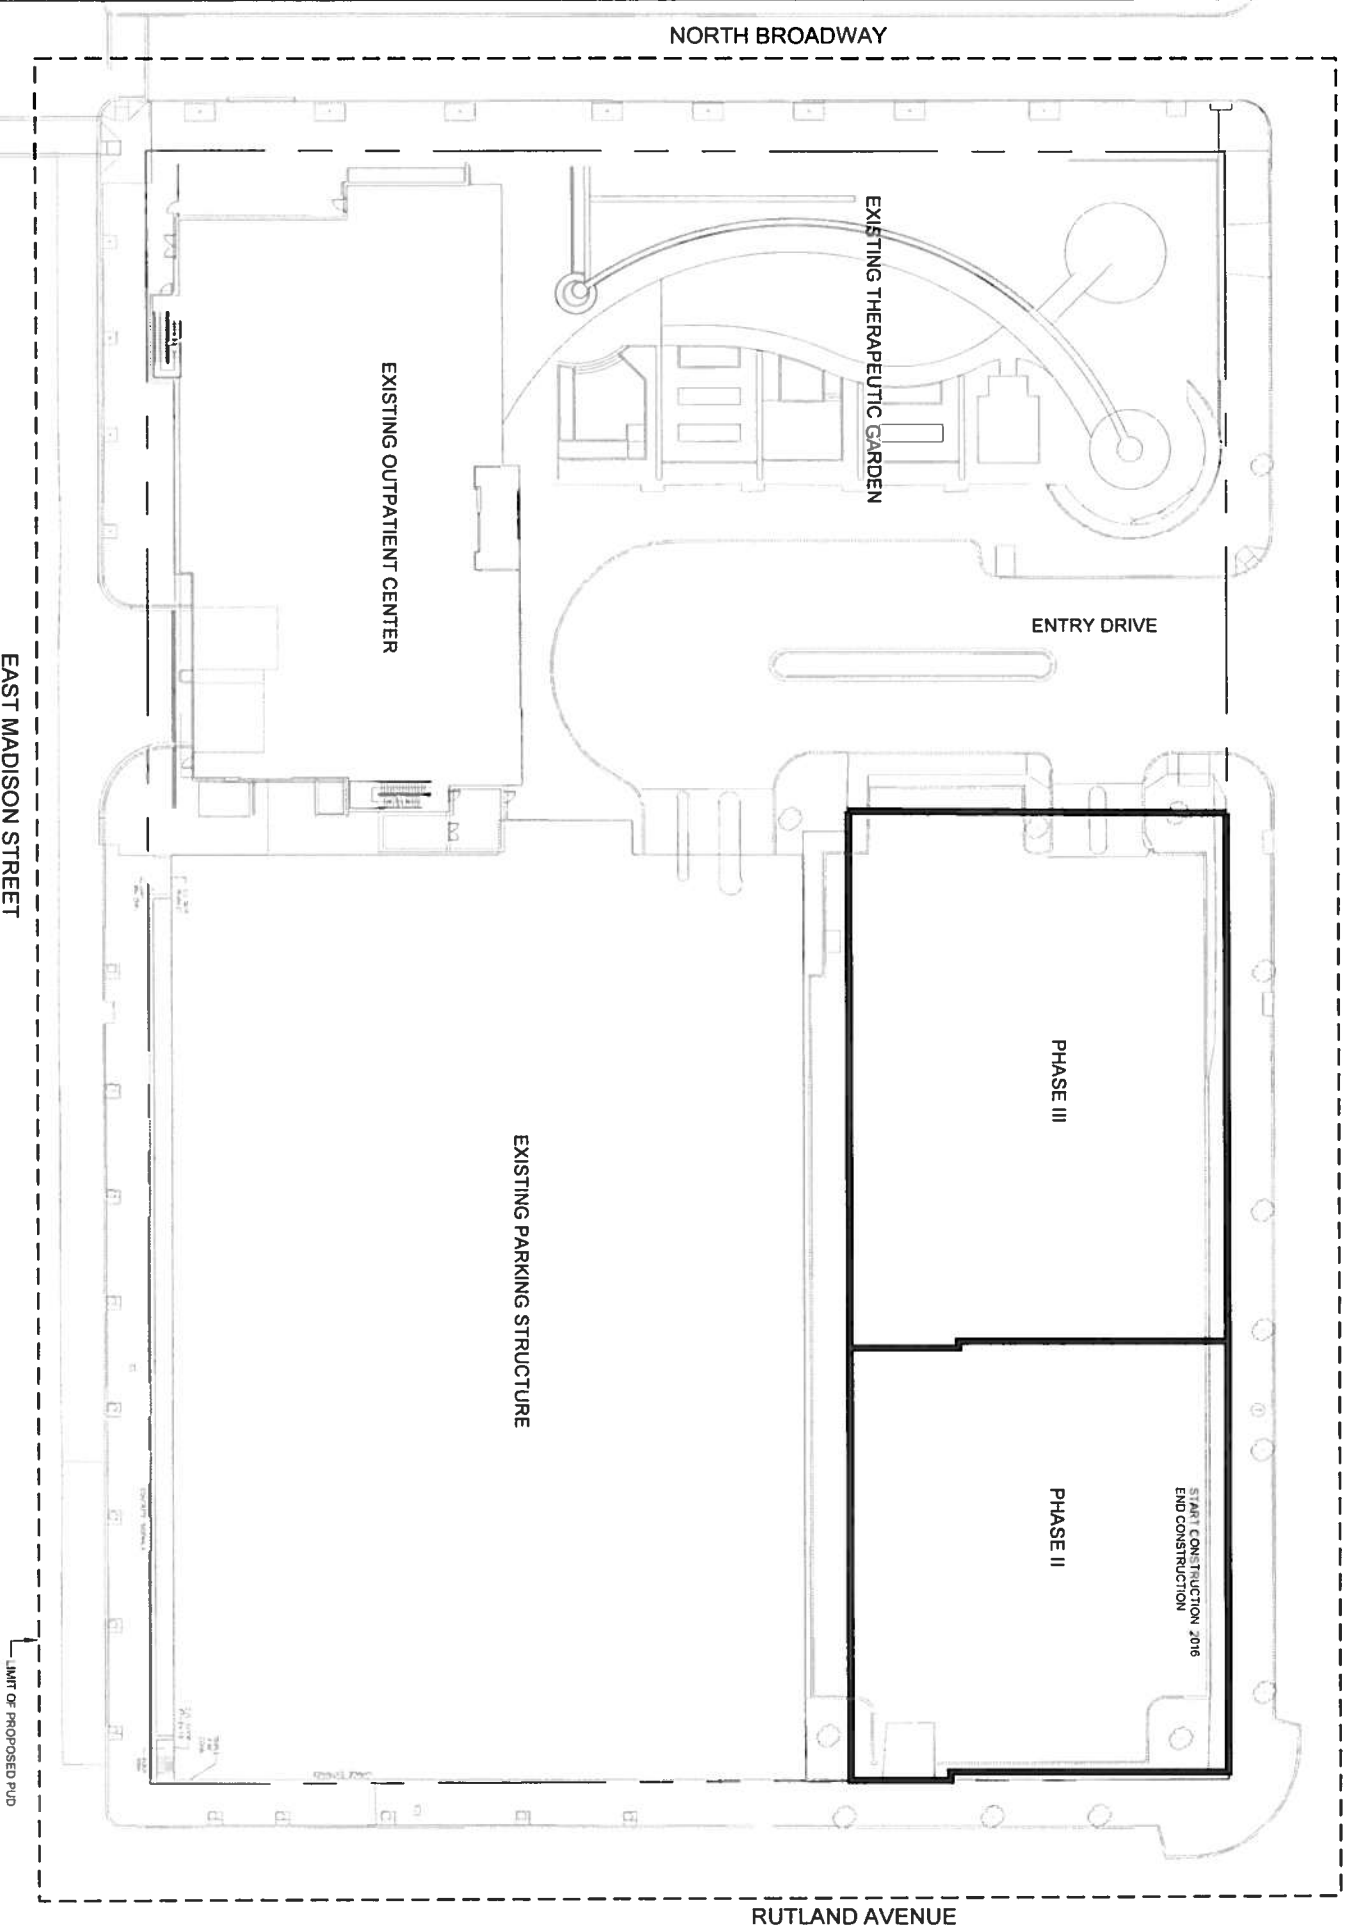 NORTH BROADWAY
EXISTING THERAPEUTIC GARDEN
EXISTING OUTPATIENT CENTER
ENTRY DRIVE
EAST MADISON STREET
PHASE III
EXISTING PARKING STRUCTURE
PHASE II
START CONSTRUCTION 2016
END CONSTRUCTION
LIMIT OF PROPOSED PUD
RUTLAND AVENUE